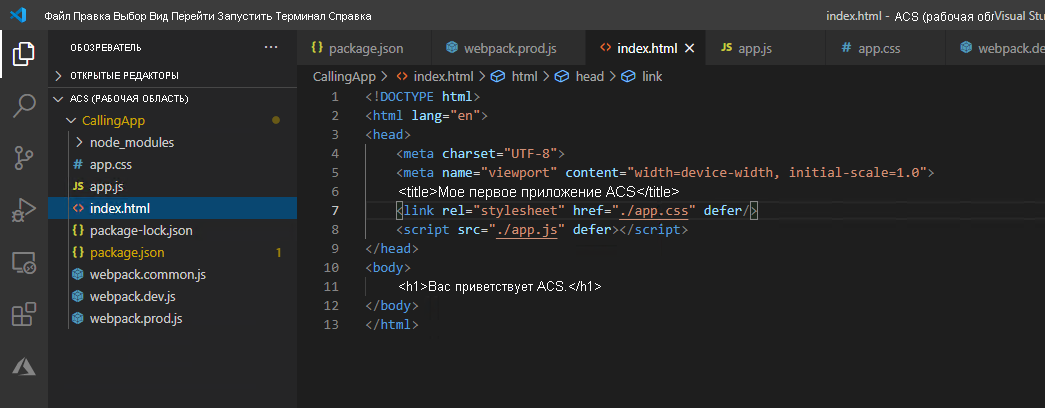 Файл Правка Выбор Вид Перейти Запустить Терминал Справка
index.html - ACS (рабочая обл Visual Stu
ОБОЗРЕВАТЕЛЬ ···
ОТКРЫТЫЕ РЕДАКТОРЫ
ACS (РАБОЧАЯ ОБЛАСТЬ)
CallingApp
node_modules
# app.css
JS app.js
<> index.html
{} package-lock.json
{} package.json 1
webpack.common.js
webpack.dev.js
webpack.prod.js
{} package.json
webpack.prod.js
<> index.html ×
JS app.js
# app.css
webpack.de
CallingApp > <> index.html > html > head > link
1 <!DOCTYPE html>
2 <html lang="en">
3 <head>
4 <meta charset="UTF-8">
5 <meta name="viewport" content="width=device-width, initial-scale=1.0">
6 <title>Мое первое приложение ACS</title>
7 <link rel="stylesheet" href="./app.css" defer/>
8 <script src="./app.js" defer></script>
9 </head>
10 <body>
11 <h1>Вас приветствует ACS.</h1>
12 </body>
13 </html>